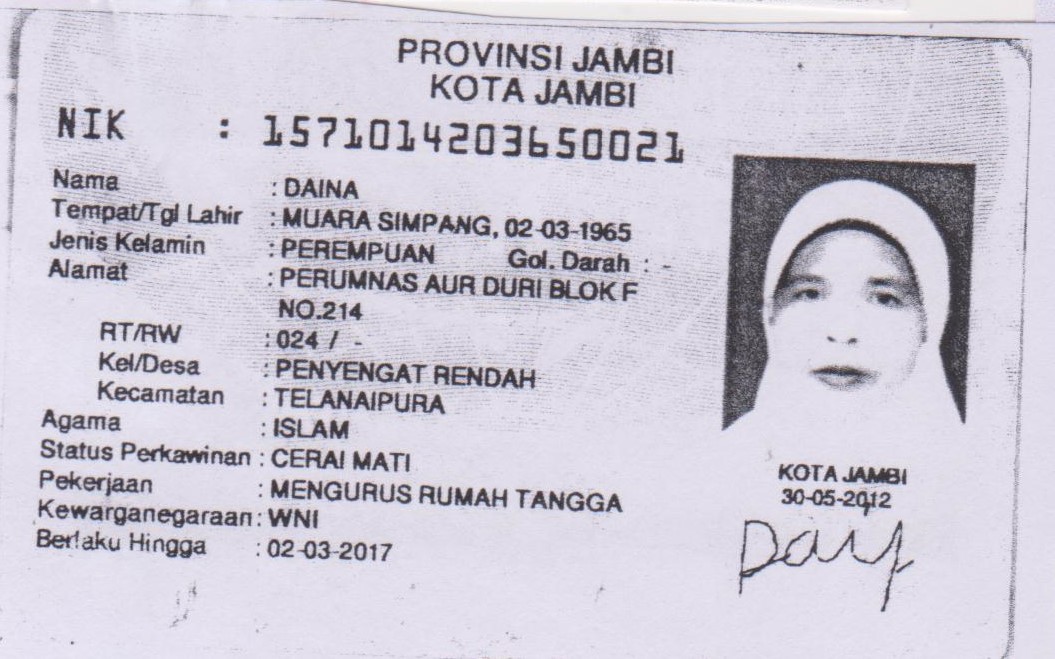 PROVINSI JAMBI
KOTA JAMBI
NIK : 1571014203650021
Nama : DAINA
Tempat/Tgl Lahir : MUARA SIMPANG, 02-03-1965
Jenis Kelamin : PEREMPUAN Gol. Darah : -
Alamat : PERUMNAS AUR DURI BLOK F
NO.214
RT/RW : 024 / -
Kel/Desa : PENYENGAT RENDAH
Kecamatan : TELANAIPURA
Agama : ISLAM
Status Perkawinan : CERAI MATI
Pekerjaan : MENGURUS RUMAH TANGGA
Kewarganegaraan : WNI
Berlaku Hingga : 02-03-2017
KOTA JAMBI
30-05-2012